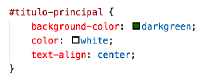 #titulo-principal {
background-color: darkgreen;
color: white;
text-align: center;
}